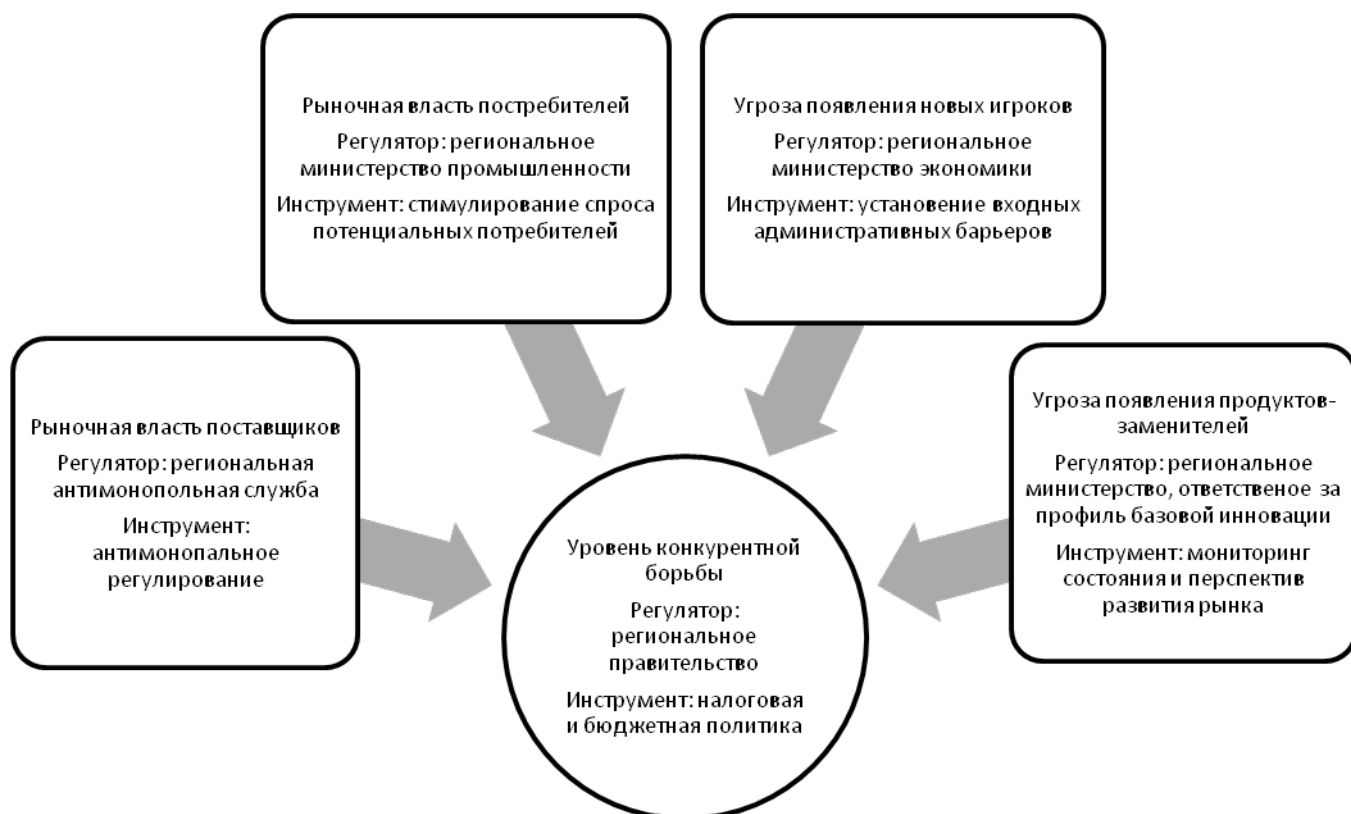 Рыночная власть постребителей
Регулятор: региональное
министерство промышленности
Инструмент: стимулирование спроса
потенциальных потребителей
Угроза появления новых игроков
Регулятор: региональное
министерство экономики
Инструмент: установение входных
административных барьеров
Рыночная власть поставщиков
Регулятор: региональная
антимонопольная служба
Инструмент:
антимонопальное
регулирование
Угроза появления продуктов-
заменителей
Регулятор: региональное
министерство, ответственое за
профиль базовой инновации
Инструмент: мониторинг
состояния и перспектив
развития рынка
Уровень конкурентной
борьбы
Регулятор:
региональное
правительство
Инструмент: налоговая
и бюджетная политика